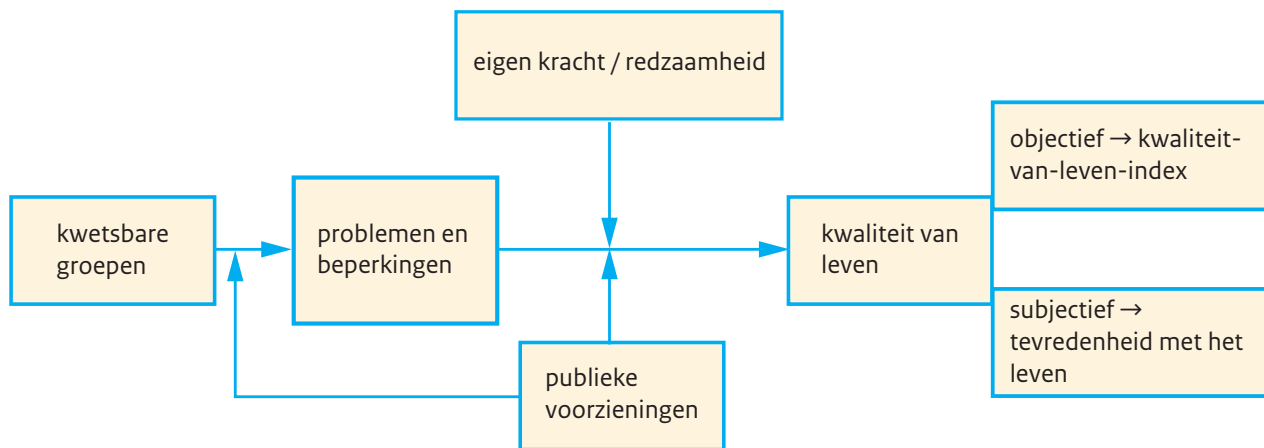 eigen kracht / redzaamheid
kwetsbare
groepen
problemen en
beperkingen
publieke
voorzieningen
kwaliteit van
leven
objectief → kwaliteit-
van-leven-index
subjectief →
tevredenheid met het
leven